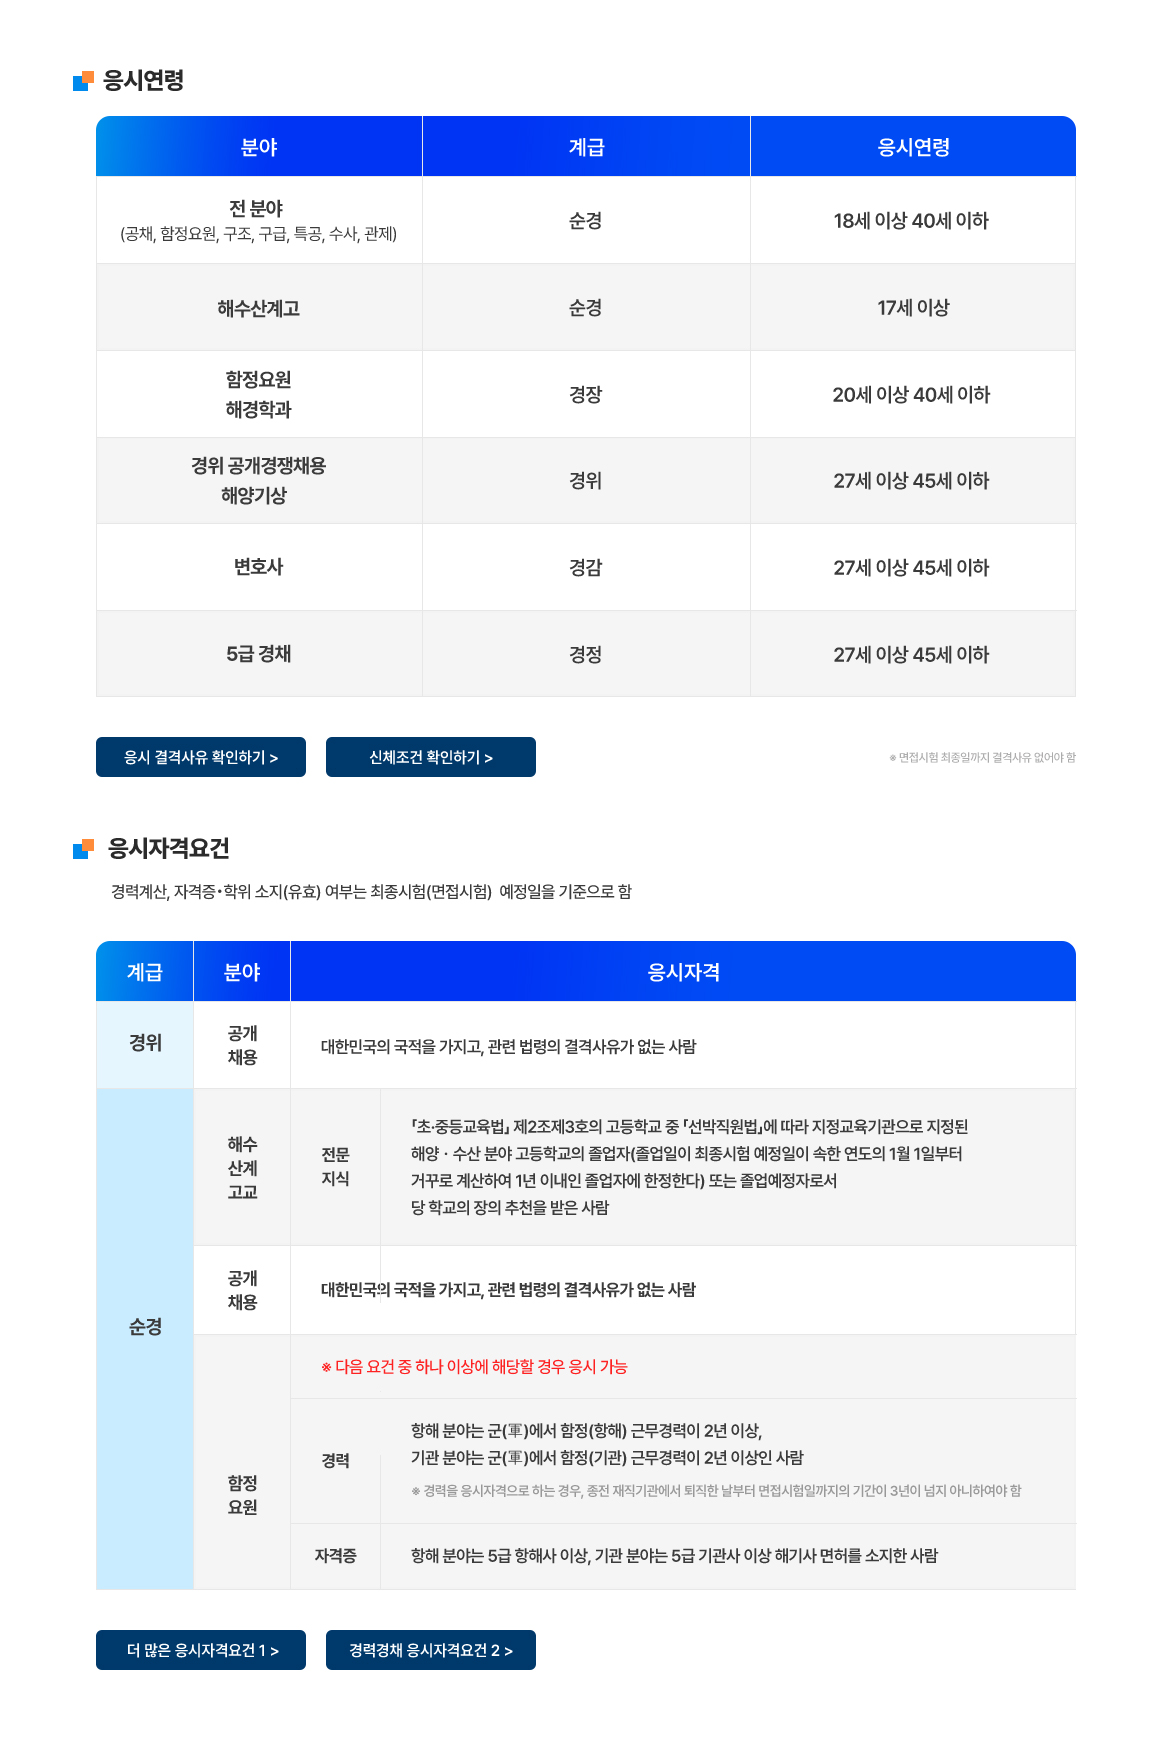 응시연령
분야 계급 응시연령
전 분야
(공채, 함정요원, 구조, 구급, 특공, 수사, 관제)
순경 18세 이상 40세 이하
해수산계고 순경 17세 이상
함정요원
해경학과
경장 20세 이상 40세 이하
경위 공개경쟁채용
해양기상
경위 27세 이상 45세 이하
변호사 경감 27세 이상 45세 이하
5급 경채 경정 27세 이상 45세 이하
응시 결격사유 확인하기 > 신체조건 확인하기 > ※ 면접시험 최종일까지 결격사유 없어야 함
응시자격요건
경력계산, 자격증•학위 소지(유효) 여부는 최종시험(면접시험) 예정일을 기준으로 함
계급 분야 응시자격
경위
공개
채용
대한민국의 국적을 가지고, 관련 법령의 결격사유가 없는 사람
순경
해수
산계
고교
전문
지식
「초·중등교육법」 제2조제3호의 고등학교 중 「선박직원법」에 따라 지정교육기관으로 지정된
해양ㆍ수산 분야 고등학교의 졸업자(졸업일이 최종시험 예정일이 속한 연도의 1월 1일부터
거꾸로 계산하여 1년 이내인 졸업자에 한정한다) 또는 졸업예정자로서
당 학교의 장의 추천을 받은 사람
공개
채용
대한민국의 국적을 가지고, 관련 법령의 결격사유가 없는 사람
함정
요원
※ 다음 요건 중 하나 이상에 해당할 경우 응시 가능
경력
항해 분야는 군(軍)에서 함정(항해) 근무경력이 2년 이상,
기관 분야는 군(軍)에서 함정(기관) 근무경력이 2년 이상인 사람
※ 경력을 응시자격으로 하는 경우, 종전 재직기관에서 퇴직한 날부터 면접시험일까지의 기간이 3년이 넘지 아니하여야 함
자격증 항해 분야는 5급 항해사 이상, 기관 분야는 5급 기관사 이상 해기사 면허를 소지한 사람
더 많은 응시자격요건 1 > 경력경채 응시자격요건 2 >